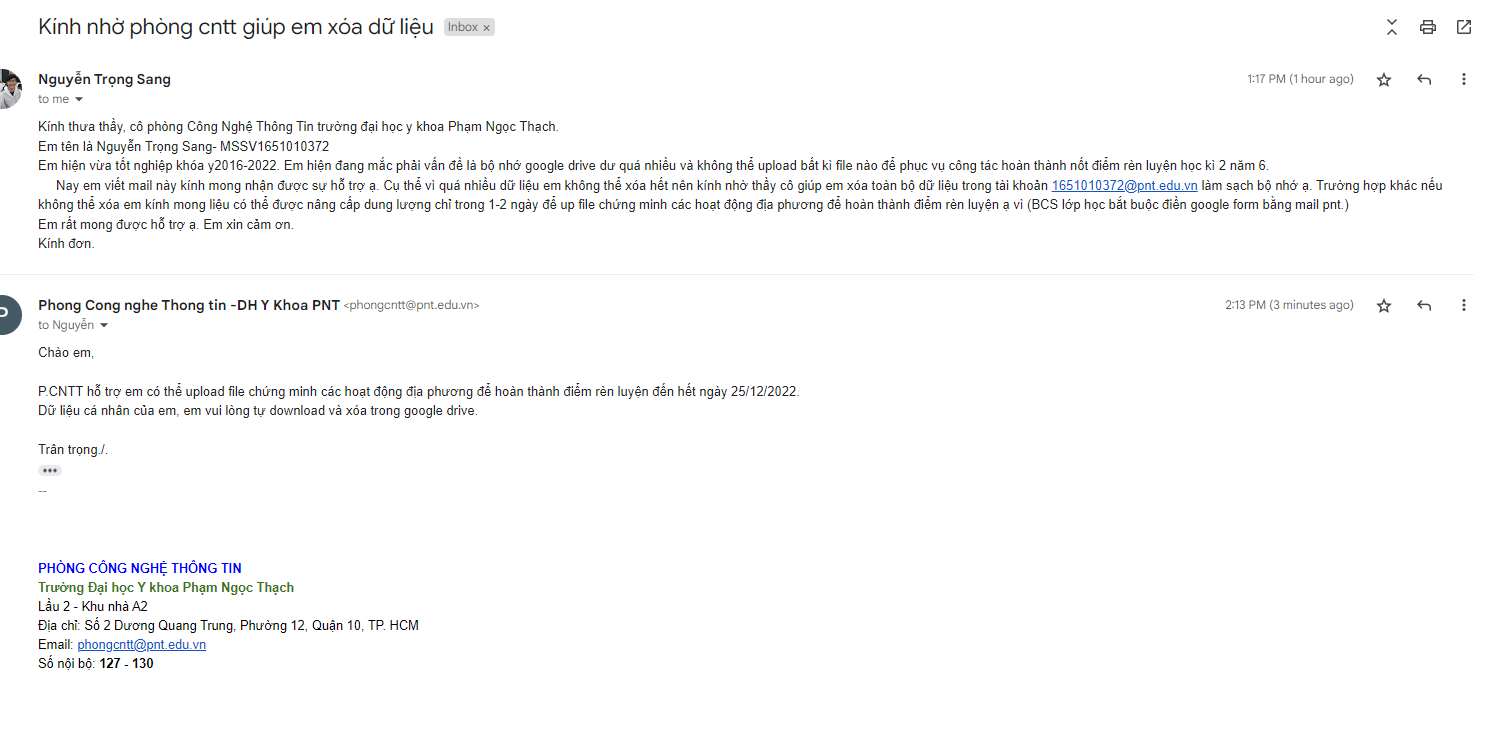 Kính nhờ phòng cntt giúp em xóa dữ liệu Inbox ×
Nguyễn Trọng Sang 1:17 PM (1 hour ago)
to me
Kính thưa thầy, cô phòng Công Nghệ Thông Tin trường đại học y khoa Phạm Ngọc Thạch.
Em tên là Nguyễn Trọng Sang- MSSV1651010372
Em hiện vừa tốt nghiệp khóa y2016-2022. Em hiện đang mắc phải vấn đề là bộ nhớ google drive dư quá nhiều và không thể upload bất kì file nào để phục vụ công tác hoàn thành nốt điểm rèn luyện học kì 2 năm 6.
Nay em viết mail này kính mong nhận được sự hỗ trợ ạ. Cụ thể vì quá nhiều dữ liệu em không thể xóa hết nên kính nhờ thầy cô giúp em xóa toàn bộ dữ liệu trong tài khoản 1651010372@pnt.edu.vn làm sạch bộ nhớ ạ. Trường hợp khác nếu
không thể xóa em kính mong liệu có thể được nâng cấp dung lượng chỉ trong 1-2 ngày để up file chứng minh các hoạt động địa phương để hoàn thành điểm rèn luyện ạ vì (BCS lớp học bắt buộc điền google form bằng mail pnt.)
Em rất mong được hỗ trợ ạ. Em xin cảm ơn.
Kính đơn.
P
Phong Cong nghe Thong tin -DH Y Khoa PNT <phongcntt@pnt.edu.vn> 2:13 PM (3 minutes ago)
to Nguyễn
Chào em,
P.CNTT hỗ trợ em có thể upload file chứng minh các hoạt động địa phương để hoàn thành điểm rèn luyện đến hết ngày 25/12/2022.
Dữ liệu cá nhân của em, em vui lòng tự download và xóa trong google drive.
Trân trọng./.
•••
--
PHÒNG CÔNG NGHỆ THÔNG TIN
Trường Đại học Y khoa Phạm Ngọc Thạch
Lầu 2 - Khu nhà A2
Địa chỉ: Số 2 Dương Quang Trung, Phường 12, Quận 10, TP. HCM
Email: phongcntt@pnt.edu.vn
Số nội bộ: 127 - 130